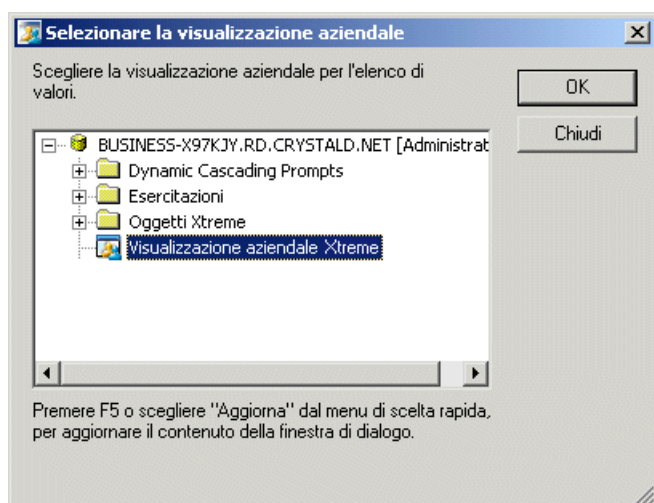 Selezionare la visualizzazione aziendale
Scegliere la visualizzazione aziendale per l'elenco di
valori.
OK
Chiudi
BUSINESS-X97KJY.RD.CRYSTALD.NET [Administrat
Dynamic Cascading Prompts
Esercitazioni
Oggetti Xtreme
Visualizzazione aziendale Xtreme
Premere F5 o scegliere "Aggiorna" dal menu di scelta rapida,
per aggiornare il contenuto della finestra di dialogo.